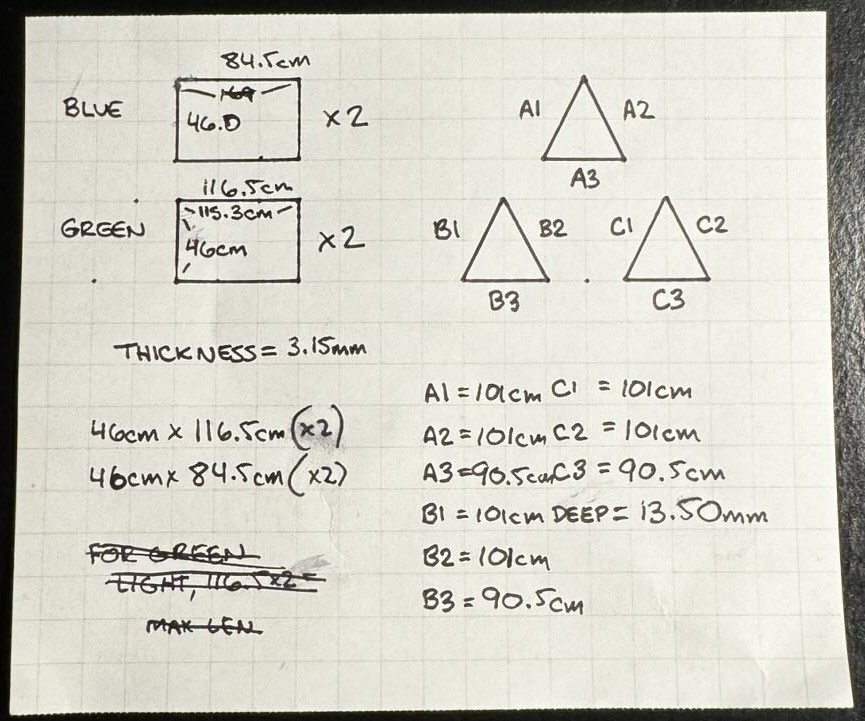 84.5cm
BLUE
169
46.0
x2
116.5cm
GREEN
115.3cm
46cm
x2
A1
A2
A3
B1
B2
B3
C1
C2
C3
THICKNESS = 3.15mm
46cm x 116.5cm (x2)
46cm x 84.5cm (x2)
FOR GREEN
LIGHT, 116.5x2=
MAX LEN
A1 = 101cm C1 = 101cm
A2 = 101cm C2 = 101cm
A3 = 90.5cm C3 = 90.5cm
B1 = 101cm DEEP = 13.50mm
B2 = 101cm
B3 = 90.5cm